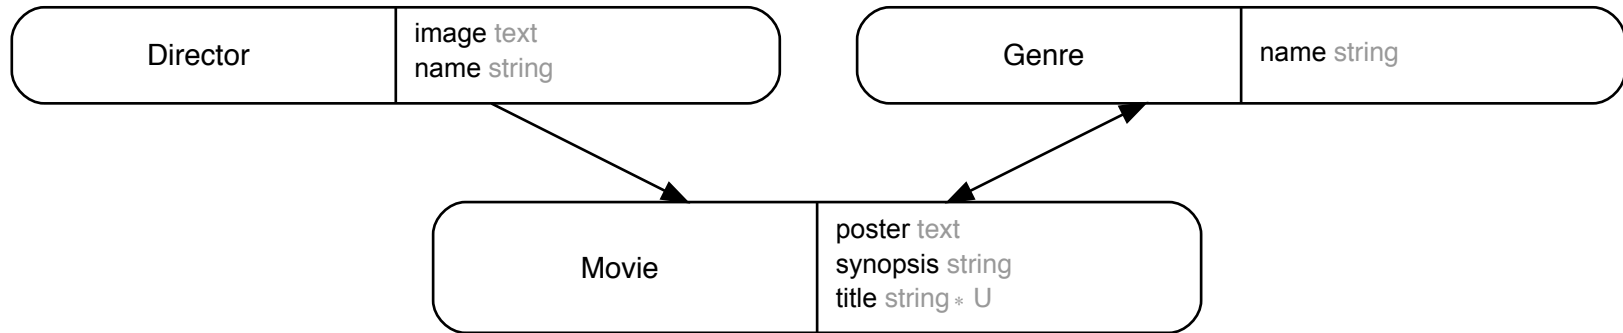 Director
image text
name string
Genre
name string
Movie
poster text
synopsis string
title string * U